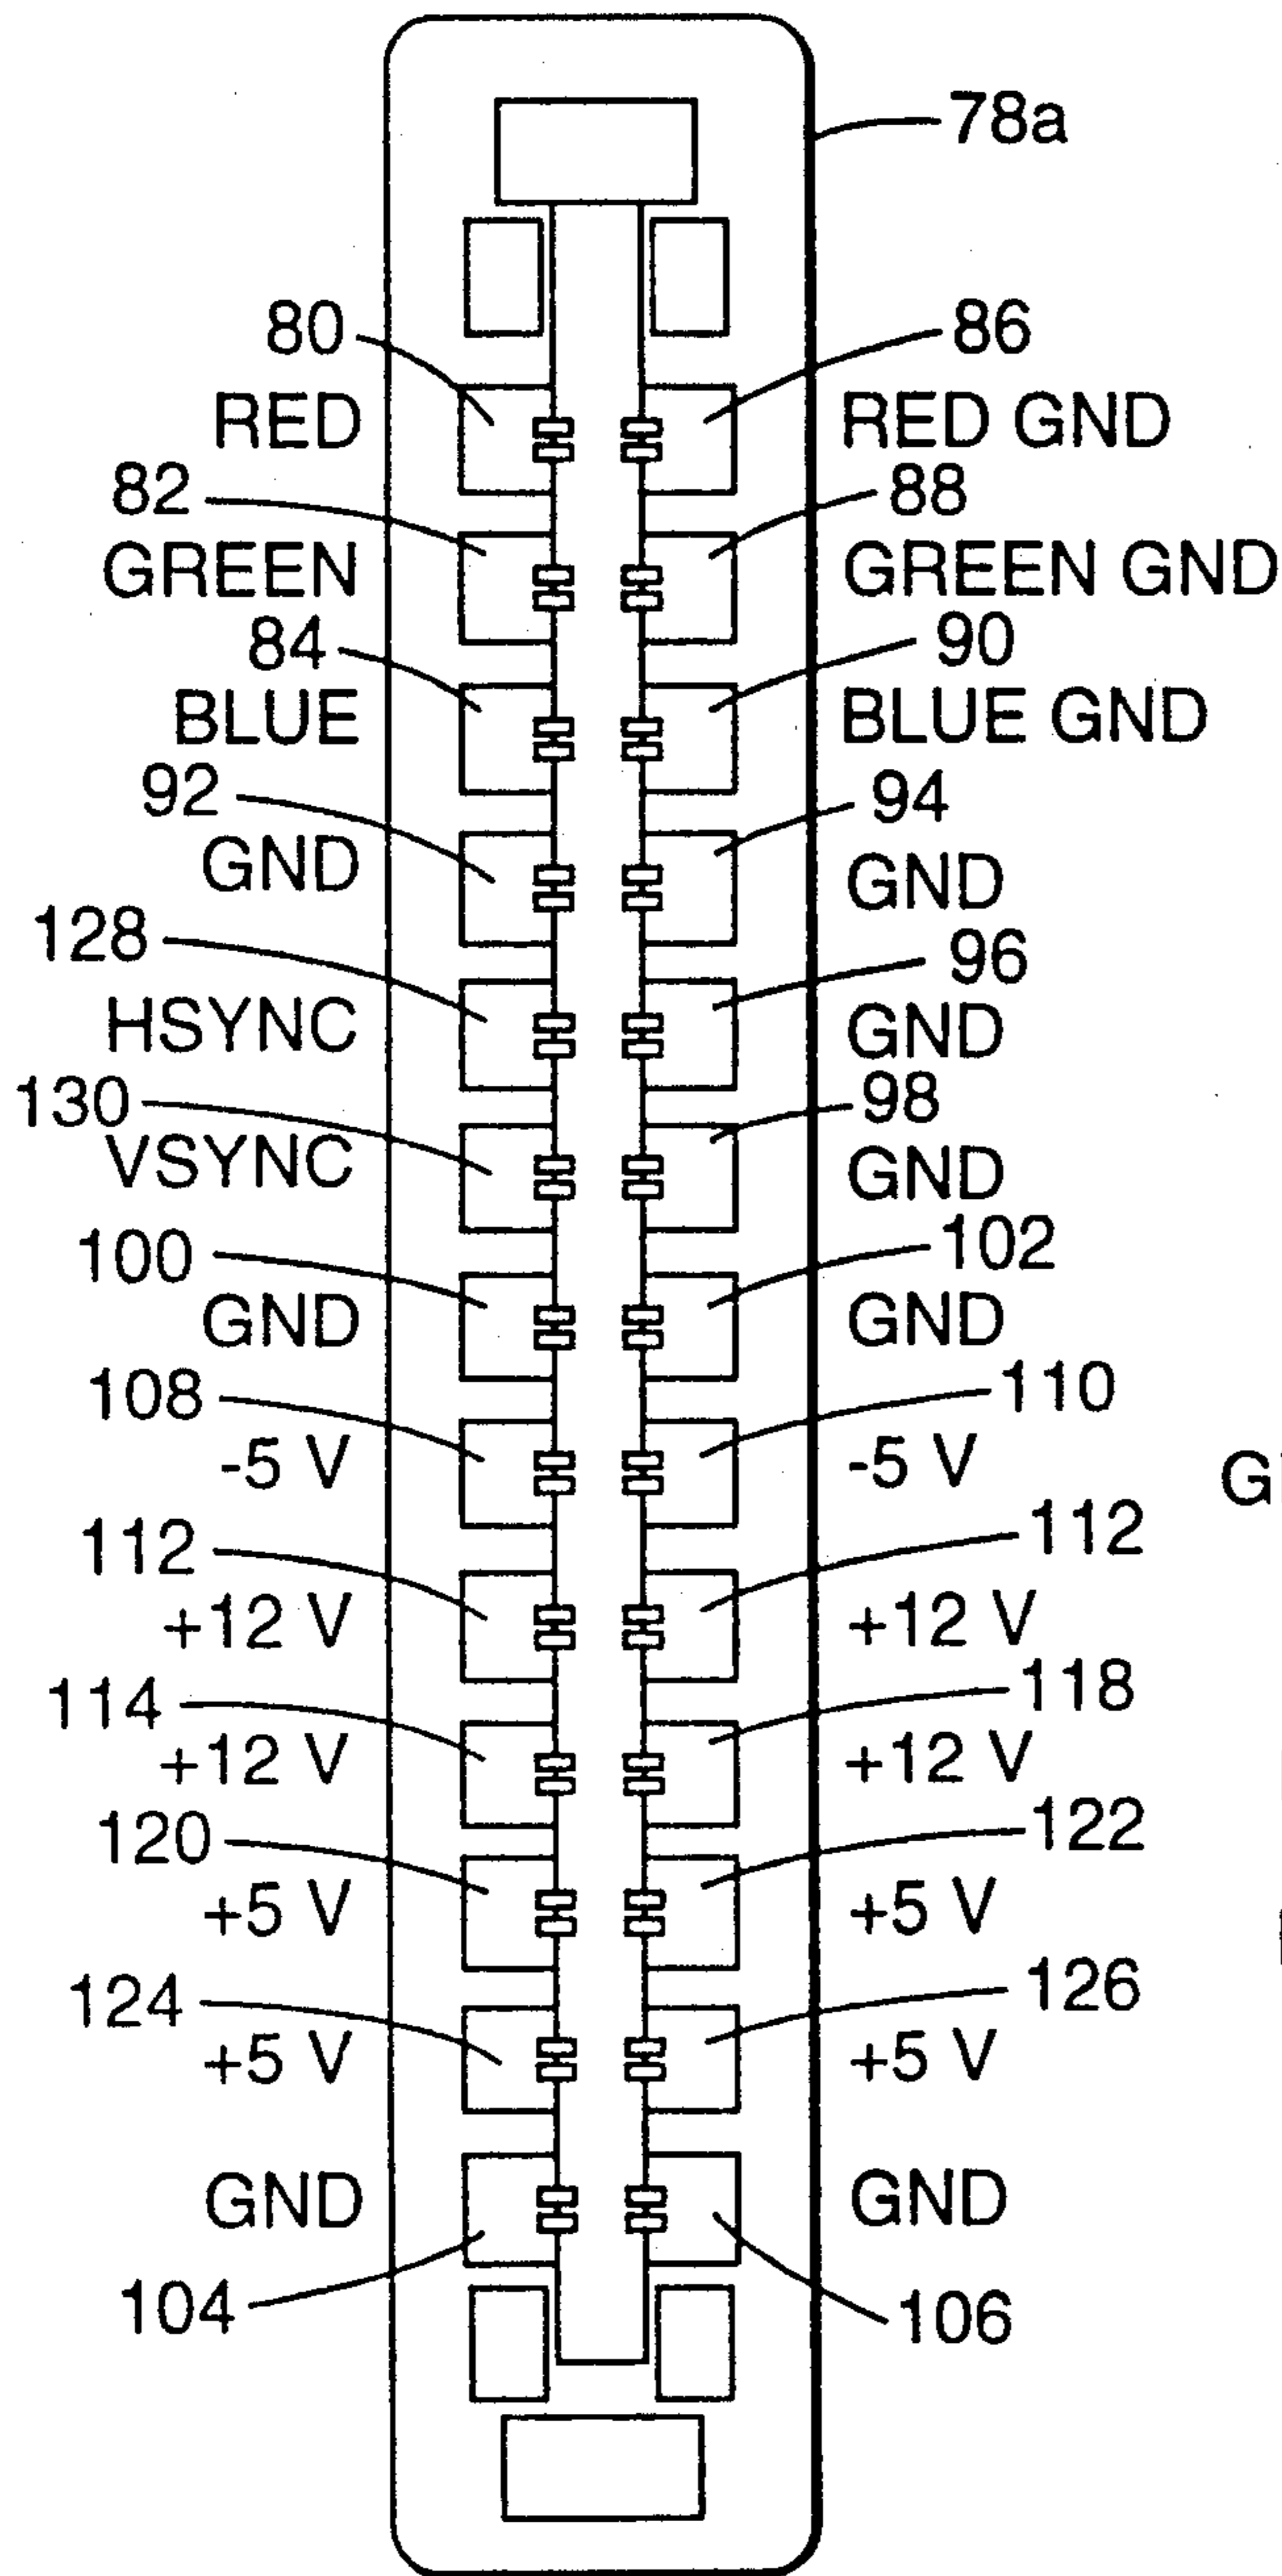 78a
80 86
RED RED GND
82 88
GREEN GREEN GND
84 90
BLUE BLUE GND
92 94
GND GND
128 96
HSYNC GND
130 98
VSYNC GND
100 102
GND GND
108 110
-5 V -5 V
112 112
+12 V +12 V
114 118
+12 V +12 V
120 122
+5 V +5 V
124 126
+5 V +5 V
GND GND
104 106